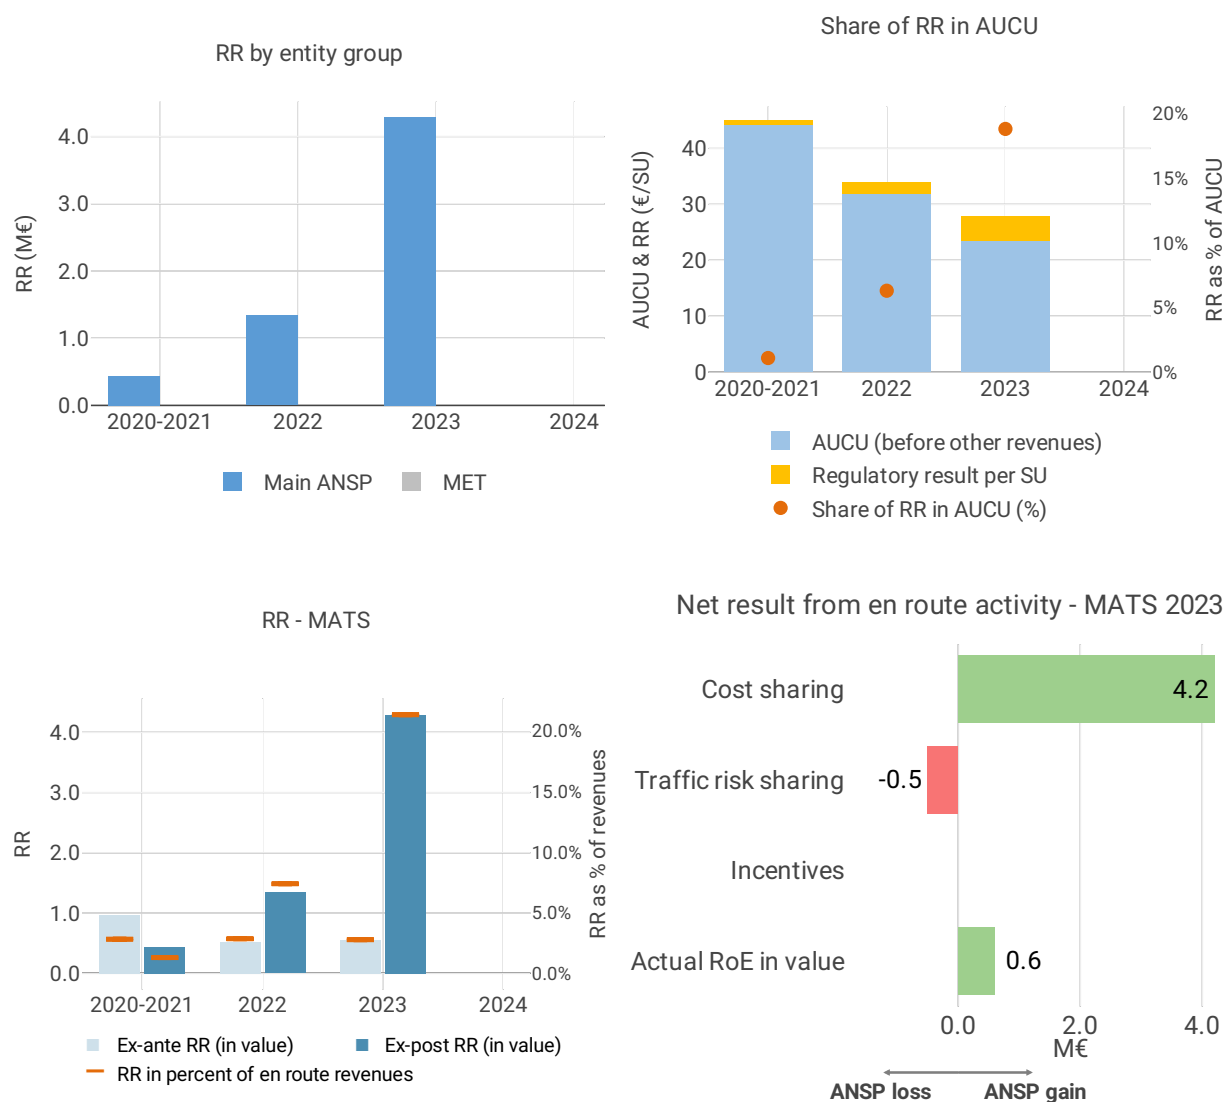 RR by entity group
RR (M€)
4.0
3.0
2.0
1.0
0.0
2020-2021 2022 2023 2024
Main ANSP MET
Share of RR in AUCU
AUCU & RR (€/SU)
40
30
20
10
0
20%
15%
10%
5%
0%
RR as % of AUCU
2020-2021 2022 2023 2024
AUCU (before other revenues)
Regulatory result per SU
Share of RR in AUCU (%)
RR - MATS
RR
4.0
3.0
2.0
1.0
0.0
20.0%
15.0%
10.0%
5.0%
0.0%
RR as % of revenues
2020-2021 2022 2023 2024
Ex-ante RR (in value) Ex-post RR (in value)
RR in percent of en route revenues
Net result from en route activity - MATS 2023
Cost sharing 4.2
Traffic risk sharing -0.5
Incentives
Actual RoE in value 0.6
0.0 2.0 4.0
M€
ANSP loss ANSP gain